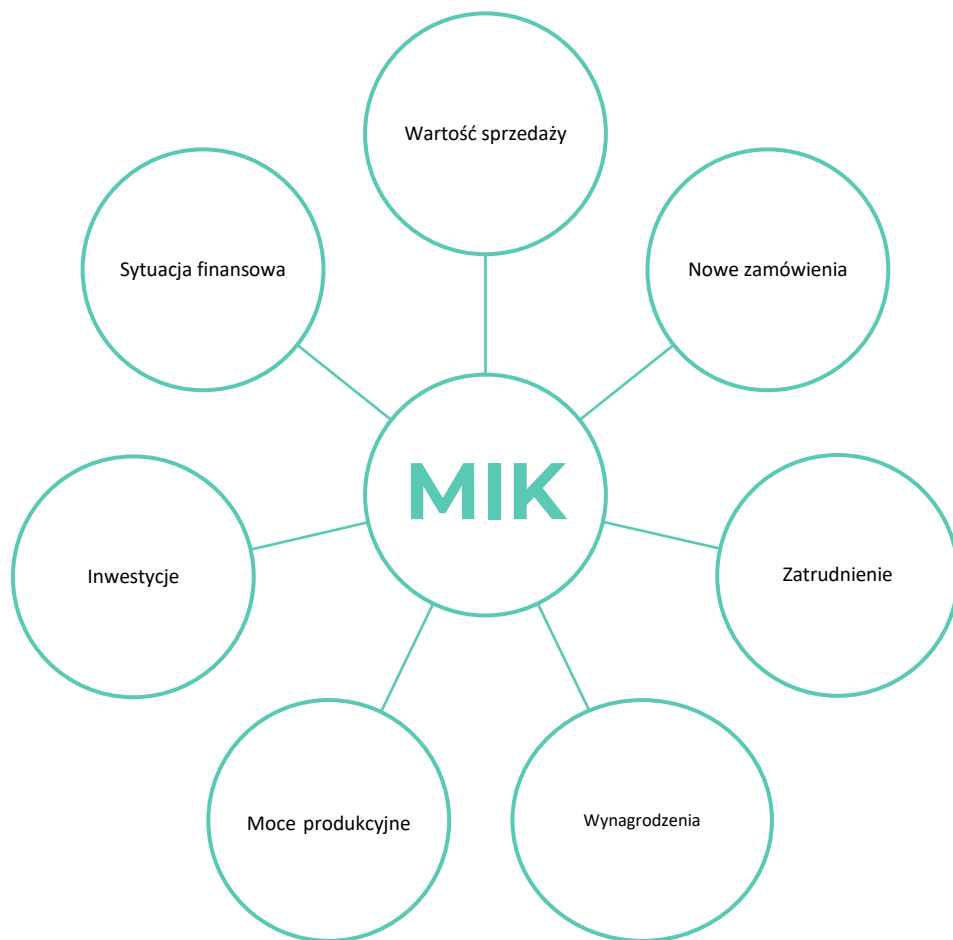 Wartość sprzedaży
Sytuacja finansowa
Nowe zamówienia
MIK
Inwestycje
Zatrudnienie
Moce produkcyjne
Wynagrodzenia